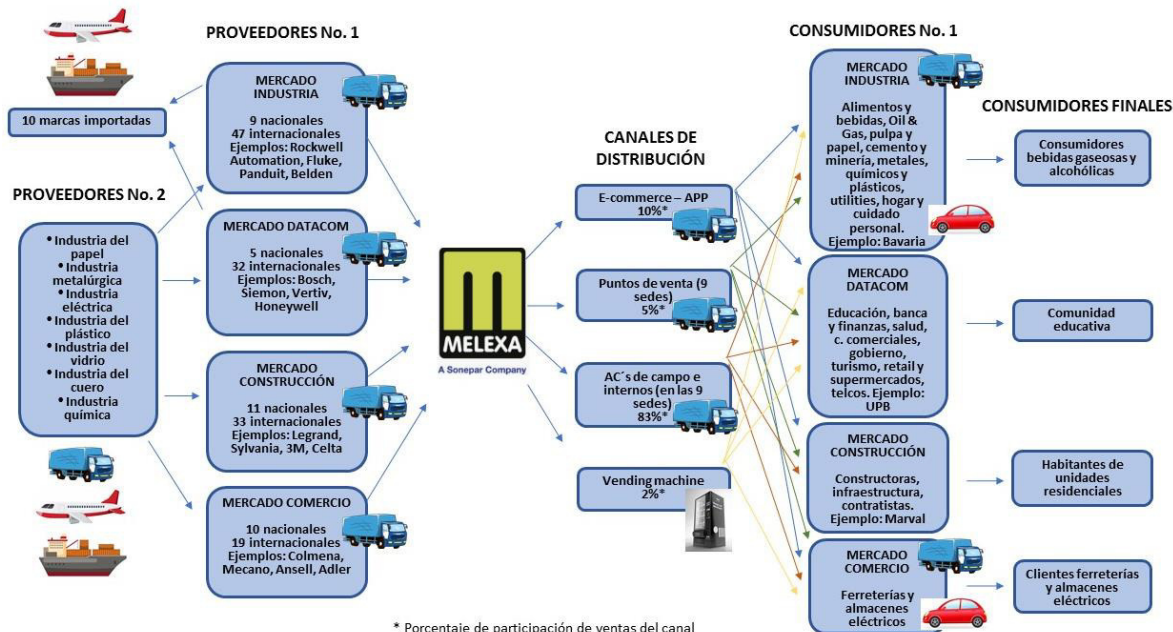 PROVEEDORES No. 1
MERCADO
INDUSTRIA
9 nacionales
47 internacionales
Ejemplos: Rockwell
Automation, Fluke,
Panduit, Belden
10 marcas importadas
PROVEEDORES No. 2
• Industria del
papel
• Industria
metalúrgica
• Industria
eléctrica
• Industria del
plástico
• Industria del
vidrio
• Industria del
cuero
• Industria
química
MERCADO DATACOM
5 nacionales
32 internacionales
Ejemplos: Bosch,
Siemon, Vertiv,
Honeywell
MERCADO
CONSTRUCCIÓN
11 nacionales
33 internacionales
Ejemplos: Legrand,
Sylvania, 3M, Celta
MERCADO COMERCIO
10 nacionales
19 internacionales
Ejemplos: Colmena,
Mecano, Ansell, Adler
MELEXA
A Sonepar Company
CANALES DE
DISTRIBUCIÓN
E-commerce – APP
10%*
Puntos de venta (9
sedes)
5%*
AC´s de campo e
internos (en las 9
sedes)
83%*
Vending machine
2%*
CONSUMIDORES No. 1
MERCADO
INDUSTRIA
Alimentos y
bebidas, Oil &
Gas, pulpa y
papel, cemento y
minería, metales,
químicos y
plásticos,
utilities, hogar y
cuidado
personal.
Ejemplo: Bavaria
MERCADO
DATACOM
Educación, banca
y finanzas, salud,
c. comerciales,
gobierno,
turismo, retail y
supermercados,
telcos. Ejemplo:
UPB
MERCADO
CONSTRUCCIÓN
Constructoras,
infraestructura,
contratistas.
Ejemplo: Marval
MERCADO
COMERCIO
Ferreterías y
almacenes
eléctricos
CONSUMIDORES FINALES
Consumidores
bebidas gaseosas y
alcohólicas
Comunidad
educativa
Habitantes de
unidades
residenciales
Clientes ferreterías
y almacenes
eléctricos
* Porcentaje de participación de ventas del canal